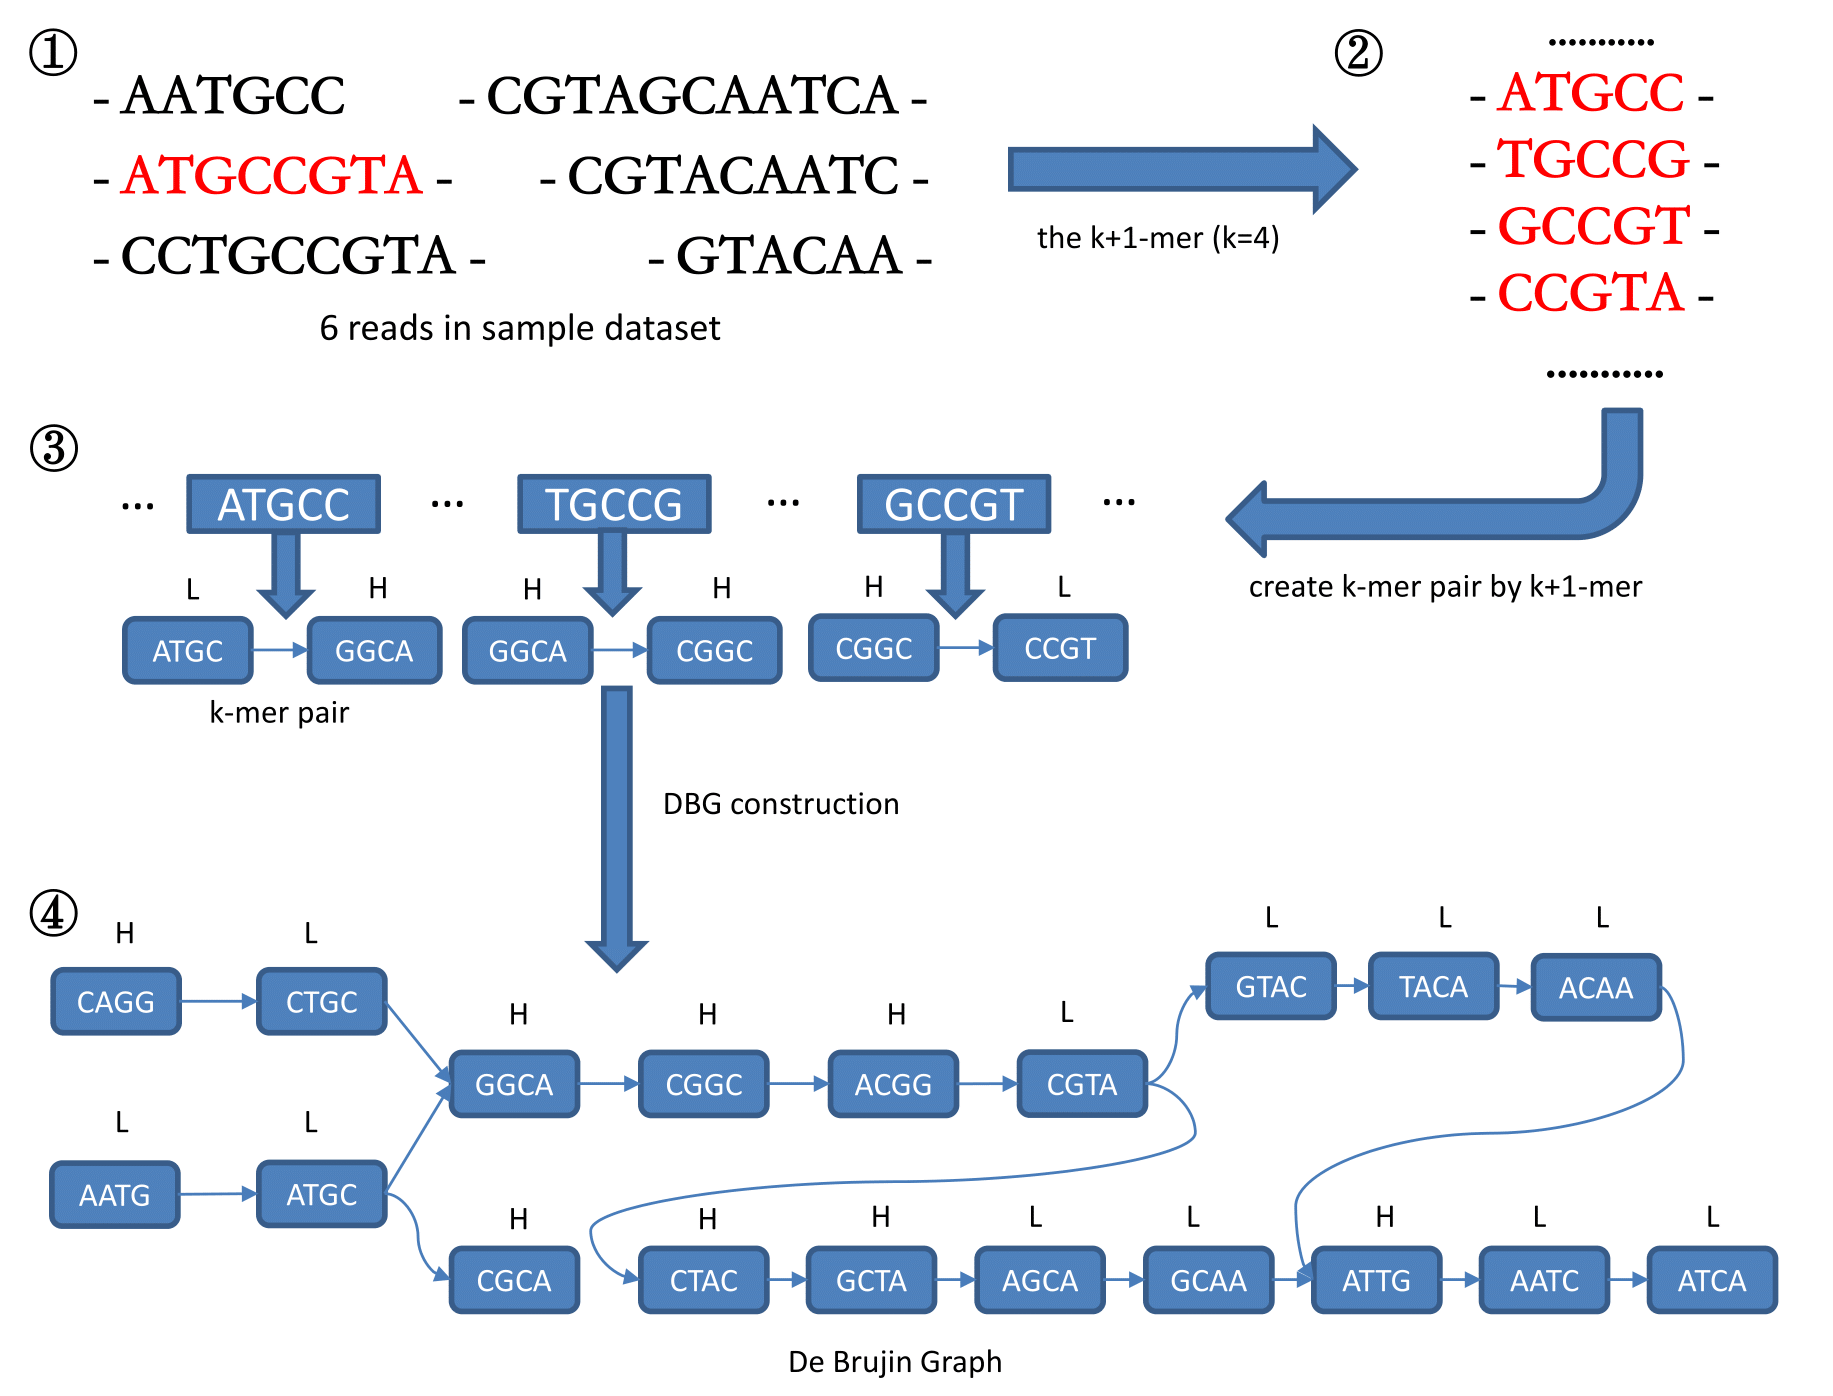 ①
- AATGCC - CGTAGCAATCA -
- ATGCCGTA - - CGTACAATC -
- CCTGCCGTA - - GTACAA -
6 reads in sample dataset
the k+1-mer (k=4)
②
...........
- ATGCC -
- TGCCG -
- GCCGT -
- CCGTA -
...........
create k-mer pair by k+1-mer
③
... ATGCC ... TGCCG ... GCCGT ...
L H H H H L
ATGC GGCA GGCA CGGC CGGC CCGT
k-mer pair
DBG construction
④
H L
CAGG CTGC
L L L
GTAC TACA ACAA
H H H L
GGCA CGGC ACGG CGTA
L L
AATG ATGC
H H H L L H L L
CGCA CTAC GCTA AGCA GCAA ATTG AATC ATCA
De Brujin Graph